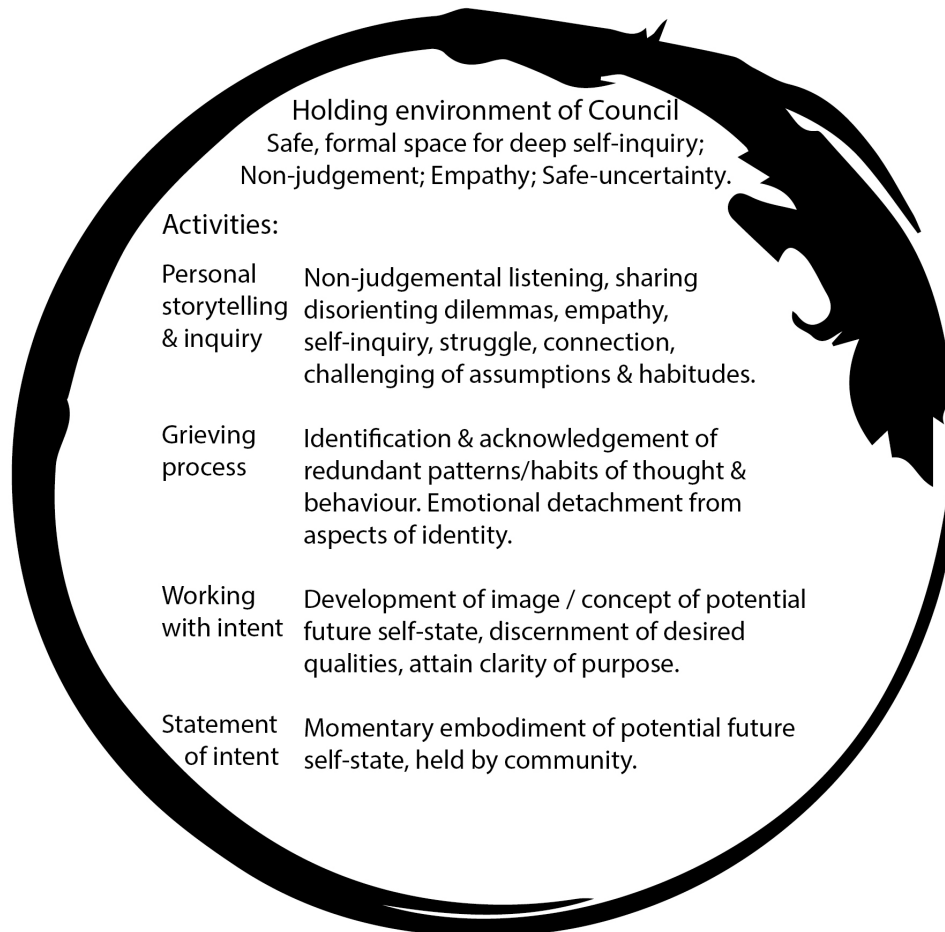 Holding environment of Council
Safe, formal space for deep self-inquiry;
Non-judgement; Empathy; Safe-uncertainty.
Activities:
Personal
storytelling
& inquiry
Non-judgemental listening, sharing
disorienting dilemmas, empathy,
self-inquiry, struggle, connection,
challenging of assumptions & habitudes.
Grieving
process
Identification & acknowledgement of
redundant patterns/habits of thought &
behaviour. Emotional detachment from
aspects of identity.
Working
with intent
Development of image / concept of potential
future self-state, discernment of desired
qualities, attain clarity of purpose.
Statement
of intent
Momentary embodiment of potential future
self-state, held by community.